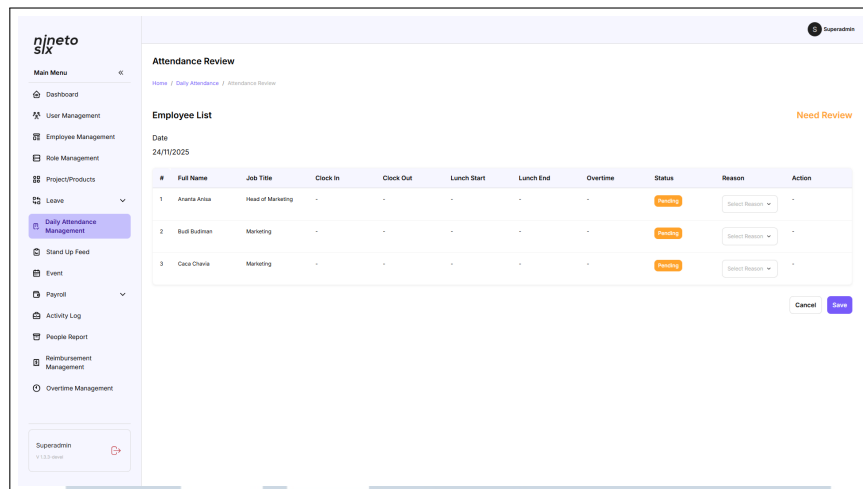 S Superadmin
nineto
six
Main Menu «
Dashboard
User Management
Employee Management
Role Management
Project/Products
Leave
Daily Attendance
Management
Stand Up Feed
Event
Payroll
Activity Log
People Report
Reimbursement
Management
Overtime Management
Superadmin
V 1.3.3-devel
Attendance Review
Home / Daily Attendance / Attendance Review
Employee List
Need Review
Date
24/11/2025
# Full Name Job Title Clock In Clock Out Lunch Start Lunch End Overtime Status Reason Action
1 Ananta Anisa Head of Marketing - - - - - Pending Select Reason -
2 Budi Budiman Marketing - - - - - Pending Select Reason -
3 Caca Chavia Marketing - - - - - Pending Select Reason -
Cancel Save